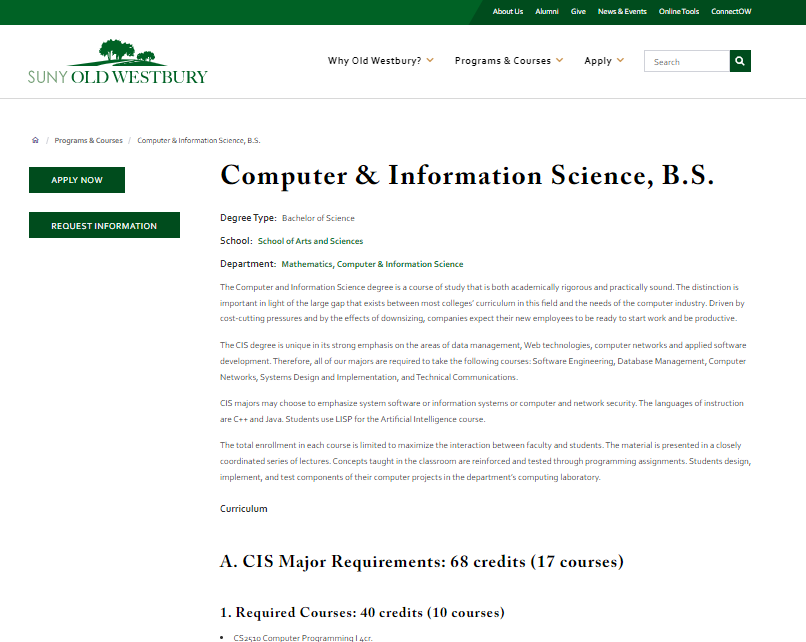 About Us Alumni Give News & Events Online Tools ConnectOW
SUNY OLD WESTBURY
Why Old Westbury? Programs & Courses Apply Search
/ Programs & Courses / Computer & Information Science, B.S.
APPLY NOW
REQUEST INFORMATION
Computer & Information Science, B.S.
Degree Type: Bachelor of Science
School: School of Arts and Sciences
Department: Mathematics, Computer & Information Science
The Computer and Information Science degree is a course of study that is both academically rigorous and practically sound. The distinction is
important in light of the large gap that exists between most colleges' curriculum in this field and the needs of the computer industry. Driven by
cost-cutting pressures and by the effects of downsizing, companies expect their new employees to be ready to start work and be productive.
The CIS degree is unique in its strong emphasis on the areas of data management, Web technologies, computer networks and applied software
development. Therefore, all of our majors are required to take the following courses: Software Engineering, Database Management, Computer
Networks, Systems Design and Implementation, and Technical Communications.
CIS majors may choose to emphasize system software or information systems or computer and network security. The languages of instruction
are C++ and Java. Students use LISP for the Artificial Intelligence course.
The total enrollment in each course is limited to maximize the interaction between faculty and students. The material is presented in a closely
coordinated series of lectures. Concepts taught in the classroom are reinforced and tested through programming assignments. Students design,
implement, and test components of their computer projects in the department's computing laboratory.
Curriculum
A. CIS Major Requirements: 68 credits (17 courses)
1. Required Courses: 40 credits (10 courses)
• CS2510 Computer Programming I 4cr.